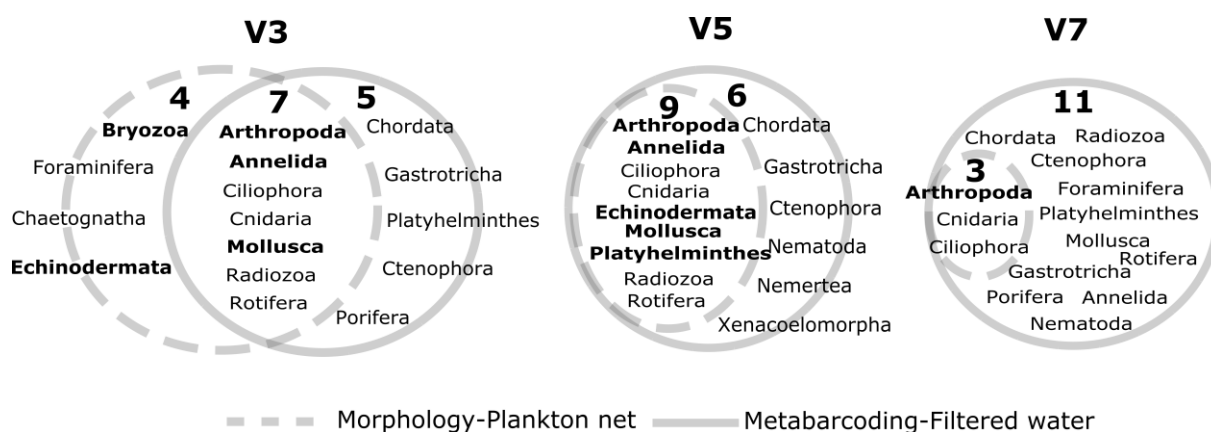 V3
4
Bryozoa
Foraminifera
Chaetognatha
Echinodermata
7
Arthropoda
Annelida
Ciliophora
Cnidaria
Mollusca
Radiozoa
Rotifera
5
Chordata
Gastrotricha
Platyhelminthes
Ctenophora
Porifera
V5
9
Arthropoda
Annelida
Ciliophora
Cnidaria
Echinodermata
Mollusca
Platyhelminthes
Radiozoa
Rotifera
6
Chordata
Gastrotricha
Ctenophora
Nematoda
Nemertea
Xenacoelomorpha
V7
11
Chordata Radiozoa
Ctenophora
3
Arthropoda
Cnidaria
Ciliophora
Foraminifera
Platyhelminthes
Mollusca
Rotifera
Gastrotricha
Porifera Annelida
Nematoda
Morphology-Plankton net
Metabarcoding-Filtered water